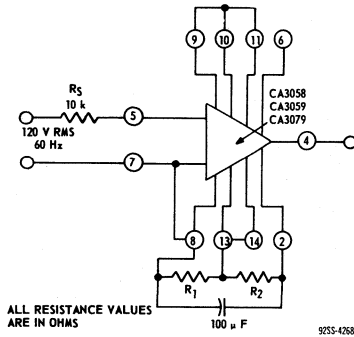 9 10 11 6
CA3058
CA3059
CA3079
RS
10 k
5
4
120 V RMS
60 Hz
7
8 13 14 2
R1 R2
100 µ F
ALL RESISTANCE VALUES
ARE IN OHMS
92SS-4268